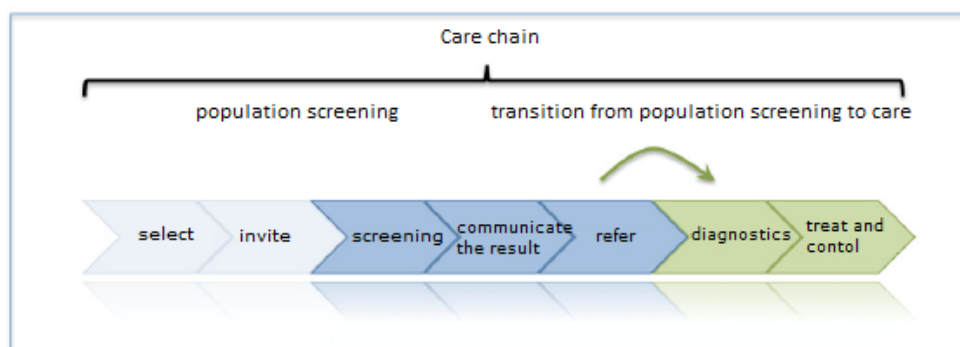 Care chain
population screening
transition from population screening to care
select
invite
screening
communicate
the result
refer
diagnostics
treat and
contol